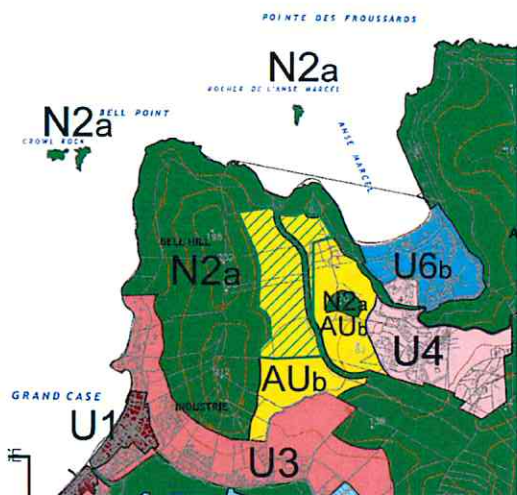 POINTE DES FROUSSARDS
N2a
ROCHER DE L'ANSE MARCEL
N2a
BELL POINT
CROWL ROCK
ANSE MARCEL
BELL HILL
N2a
U6b
N2a
AUb
U4
AUb
GRAND CASE
INDUSTRIE
U1
U3